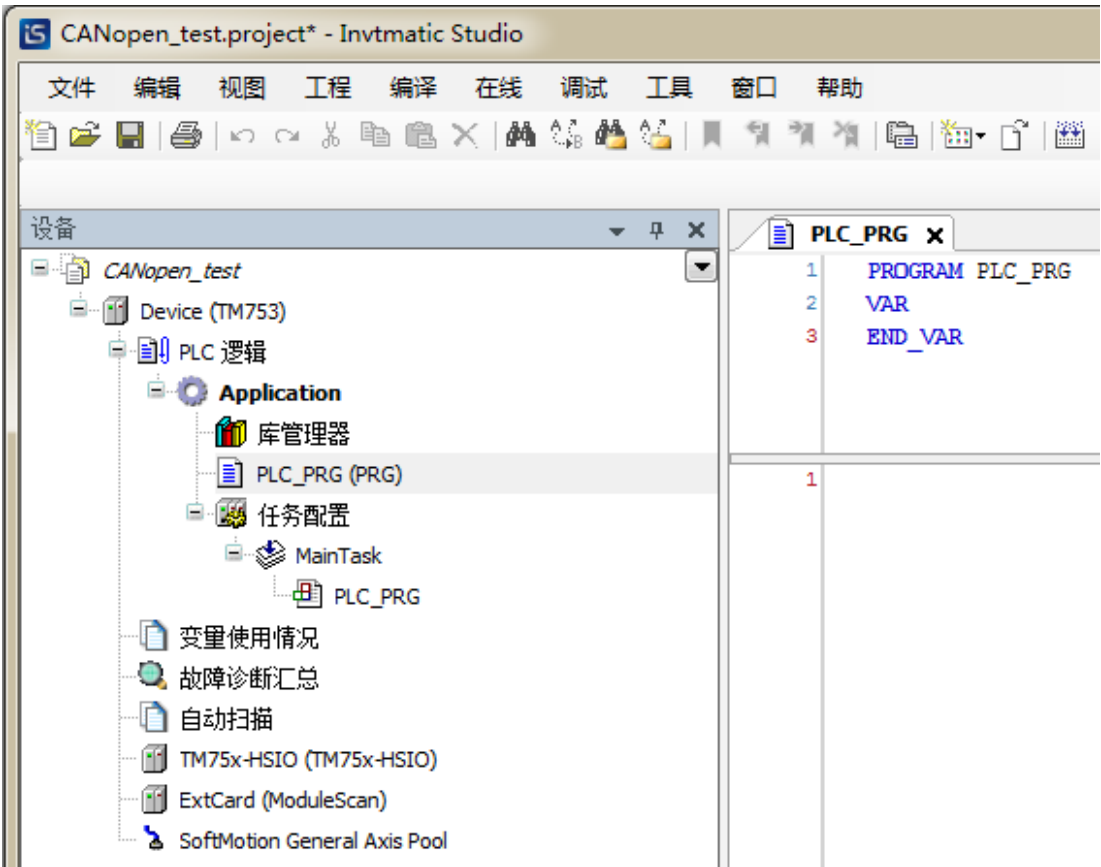 CANopen_test.project* - Invtmatic Studio
文件 编辑 视图 工程 编译 在线 调试 工具 窗口 帮助
设备
CANopen_test
Device (TM753)
PLC 逻辑
Application
库管理器
PLC_PRG (PRG)
任务配置
MainTask
PLC_PRG
变量使用情况
故障诊断汇总
自动扫描
TM75x-HSIO (TM75x-HSIO)
ExtCard (ModuleScan)
SoftMotion General Axis Pool
PLC_PRG
1 PROGRAM PLC_PRG
2 VAR
3 END_VAR
1